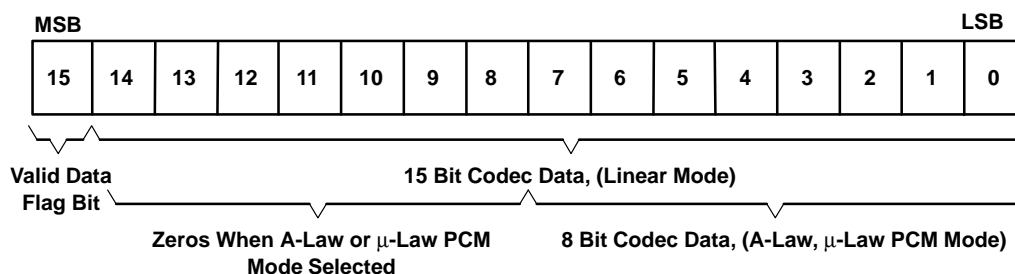 MSB LSB
15 14 13 12 11 10 9 8 7 6 5 4 3 2 1 0
Valid Data
Flag Bit
15 Bit Codec Data, (Linear Mode)
Zeros When A-Law or μ-Law PCM
Mode Selected
8 Bit Codec Data, (A-Law, μ-Law PCM Mode)